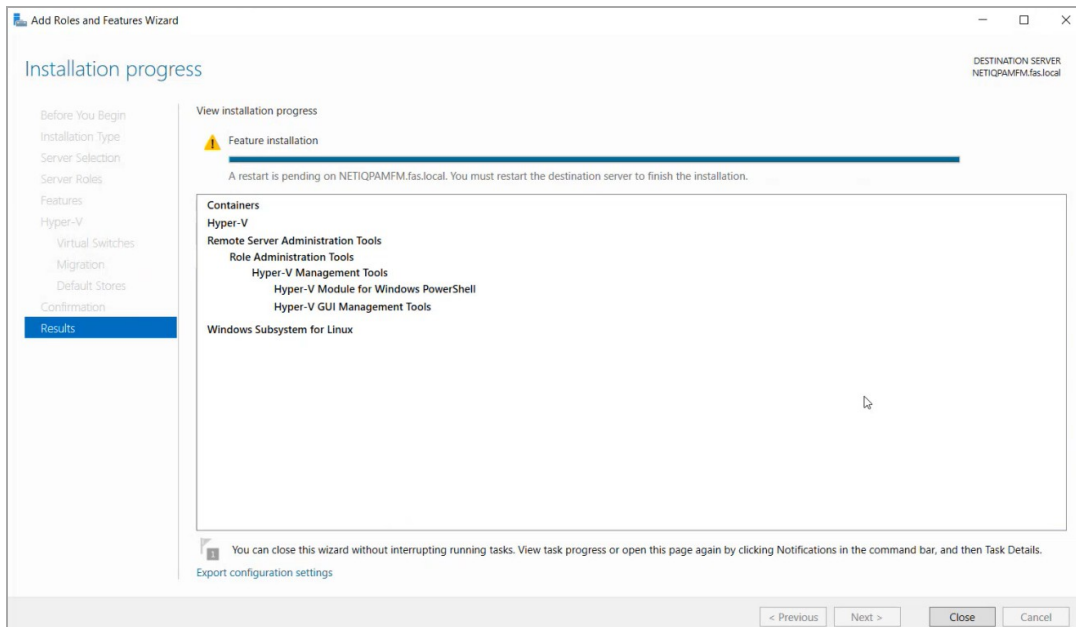 Add Roles and Features Wizard
Installation progress
DESTINATION SERVER
NETIQPAMFM.fas.local
Before You Begin
Installation Type
Server Selection
Server Roles
Features
Hyper-V
Virtual Switches
Migration
Default Stores
Confirmation
Results
View installation progress
Feature installation
A restart is pending on NETIQPAMFM.fas.local. You must restart the destination server to finish the installation.
Containers
Hyper-V
Remote Server Administration Tools
Role Administration Tools
Hyper-V Management Tools
Hyper-V Module for Windows PowerShell
Hyper-V GUI Management Tools
Windows Subsystem for Linux
1
You can close this wizard without interrupting running tasks. View task progress or open this page again by clicking Notifications in the command bar, and then Task Details.
Export configuration settings
< Previous
Next >
Close
Cancel